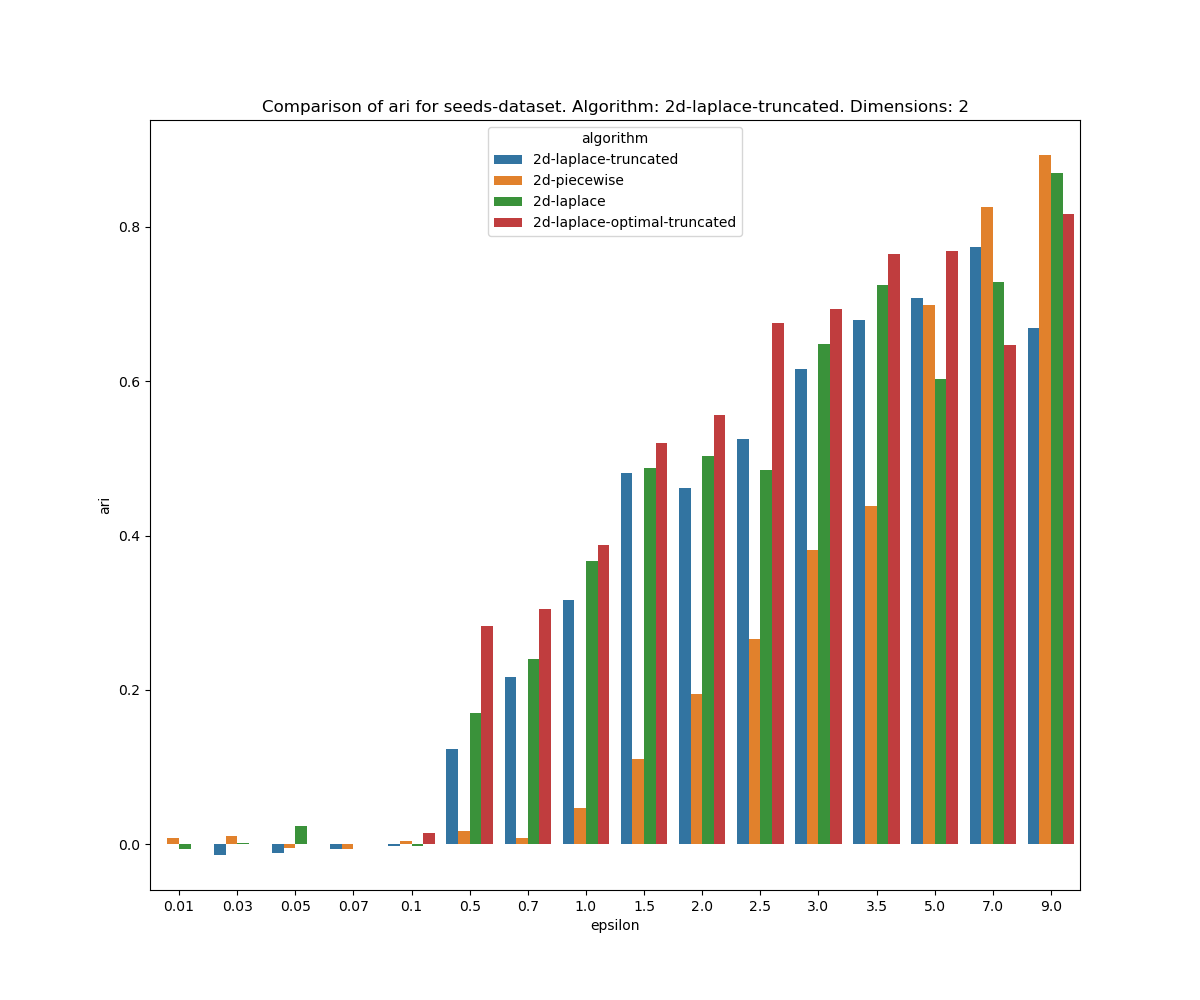 Comparison of ari for seeds-dataset. Algorithm: 2d-laplace-truncated. Dimensions: 2
algorithm
2d-laplace-truncated
2d-piecewise
2d-laplace
2d-laplace-optimal-truncated
0.8
0.6
0.4
0.2
0.0
ari
0.01 0.03 0.05 0.07 0.1 0.5 0.7 1.0 1.5 2.0 2.5 3.0 3.5 5.0 7.0 9.0
epsilon